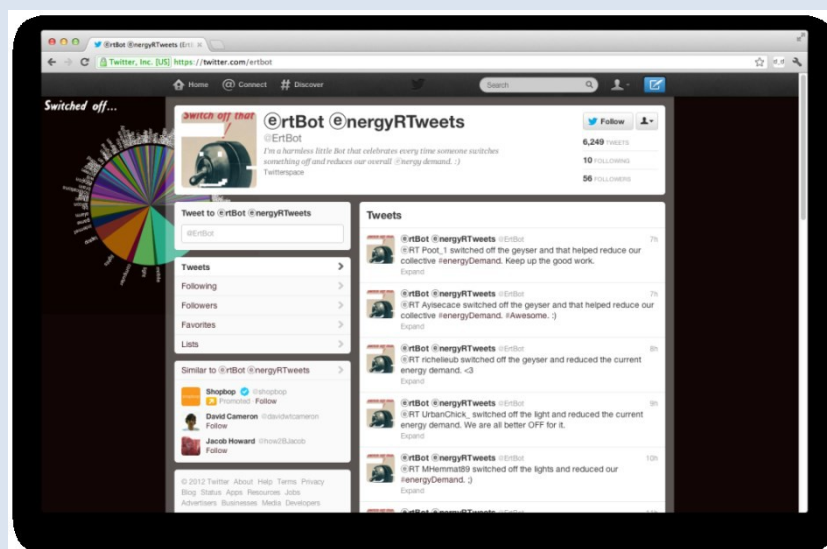 ErtBot ⓔnergyRTweets (Ert
Twitter, Inc. [US] https://twitter.com/ertbot
Home @ Connect # Discover
Search
Switched off...
Switch off that
!
ⓔrtBot ⓔnergyRTweets
@ErtBot
I'm a harmless little Bot that celebrates every time someone switches
something off and reduces our overall ⓔnergy demand. :)
Twitterspace
Follow
6,249 TWEETS
10 FOLLOWING
56 FOLLOWERS
Tweet to ⓔrtBot ⓔnergyRTweets
@ErtBot
Tweets
Following
Followers
Favorites
Lists
Similar to ⓔrtBot ⓔnergyRTweets
Shopbop @shopbop
Promoted Follow
David Cameron @davidwtcameron
Follow
Jacob Howard @how2BJacob
Follow
© 2012 Twitter About Help Terms Privacy
Blog Status Apps Resources Jobs
Advertisers Businesses Media Developers
Tweets
ⓔrtBot ⓔnergyRTweets @ErtBot 7h
ⓔRT Poot_1 switched off the geyser and that helped reduce our
collective #energyDemand. Keep up the good work.
Expand
ⓔrtBot ⓔnergyRTweets @ErtBot 7h
ⓔRT Ayisecace switched off the geyser and that helped reduce our
collective #energyDemand. #Awesome. :)
Expand
ⓔrtBot ⓔnergyRTweets @ErtBot 8h
ⓔRT richelieub switched off the geyser and reduced the current
energy demand. <3
Expand
ⓔrtBot ⓔnergyRTweets @ErtBot 9h
ⓔRT UrbanChick_ switched off the light and reduced the current
energy demand. We are all better OFF for it.
Expand
ⓔrtBot ⓔnergyRTweets @ErtBot 10h
ⓔRT MHemmat89 switched off the lights and reduced our
#energyDemand. ;)
Expand
ⓔrtBot ⓔnergyRTweets @ErtBot